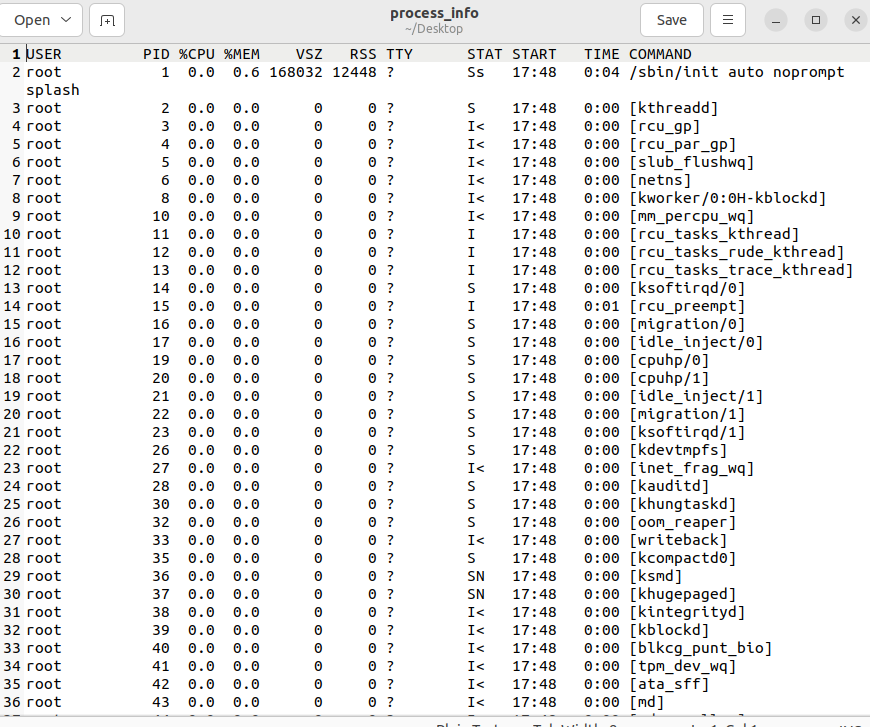 Open
process_info
~/Desktop
Save
1 USER PID %CPU %MEM VSZ RSS TTY STAT START TIME COMMAND
2 root 1 0.0 0.6 168032 12448 ? Ss 17:48 0:04 /sbin/init auto noprompt
splash
3 root 2 0.0 0.0 0 0 ? S 17:48 0:00 [kthreadd]
4 root 3 0.0 0.0 0 0 ? I< 17:48 0:00 [rcu_gp]
5 root 4 0.0 0.0 0 0 ? I< 17:48 0:00 [rcu_par_gp]
6 root 5 0.0 0.0 0 0 ? I< 17:48 0:00 [slub_flushwq]
7 root 6 0.0 0.0 0 0 ? I< 17:48 0:00 [netns]
8 root 8 0.0 0.0 0 0 ? I< 17:48 0:00 [kworker/0:0H-kblockd]
9 root 10 0.0 0.0 0 0 ? I< 17:48 0:00 [mm_percpu_wq]
10 root 11 0.0 0.0 0 0 ? I 17:48 0:00 [rcu_tasks_kthread]
11 root 12 0.0 0.0 0 0 ? I 17:48 0:00 [rcu_tasks_rude_kthread]
12 root 13 0.0 0.0 0 0 ? I 17:48 0:00 [rcu_tasks_trace_kthread]
13 root 14 0.0 0.0 0 0 ? S 17:48 0:00 [ksoftirqd/0]
14 root 15 0.0 0.0 0 0 ? I 17:48 0:01 [rcu_preempt]
15 root 16 0.0 0.0 0 0 ? S 17:48 0:00 [migration/0]
16 root 17 0.0 0.0 0 0 ? S 17:48 0:00 [idle_inject/0]
17 root 19 0.0 0.0 0 0 ? S 17:48 0:00 [cpuhp/0]
18 root 20 0.0 0.0 0 0 ? S 17:48 0:00 [cpuhp/1]
19 root 21 0.0 0.0 0 0 ? S 17:48 0:00 [idle_inject/1]
20 root 22 0.0 0.0 0 0 ? S 17:48 0:00 [migration/1]
21 root 23 0.0 0.0 0 0 ? S 17:48 0:00 [ksoftirqd/1]
22 root 26 0.0 0.0 0 0 ? S 17:48 0:00 [kdevtmpfs]
23 root 27 0.0 0.0 0 0 ? I< 17:48 0:00 [inet_frag_wq]
24 root 28 0.0 0.0 0 0 ? S 17:48 0:00 [kauditd]
25 root 30 0.0 0.0 0 0 ? S 17:48 0:00 [khungtaskd]
26 root 32 0.0 0.0 0 0 ? S 17:48 0:00 [oom_reaper]
27 root 33 0.0 0.0 0 0 ? I< 17:48 0:00 [writeback]
28 root 35 0.0 0.0 0 0 ? S 17:48 0:00 [kcompactd0]
29 root 36 0.0 0.0 0 0 ? SN 17:48 0:00 [ksmd]
30 root 37 0.0 0.0 0 0 ? SN 17:48 0:00 [khugepaged]
31 root 38 0.0 0.0 0 0 ? I< 17:48 0:00 [kintegrityd]
32 root 39 0.0 0.0 0 0 ? I< 17:48 0:00 [kblockd]
33 root 40 0.0 0.0 0 0 ? I< 17:48 0:00 [blkcg_punt_bio]
34 root 41 0.0 0.0 0 0 ? I< 17:48 0:00 [tpm_dev_wq]
35 root 42 0.0 0.0 0 0 ? I< 17:48 0:00 [ata_sff]
36 root 43 0.0 0.0 0 0 ? I< 17:48 0:00 [md]